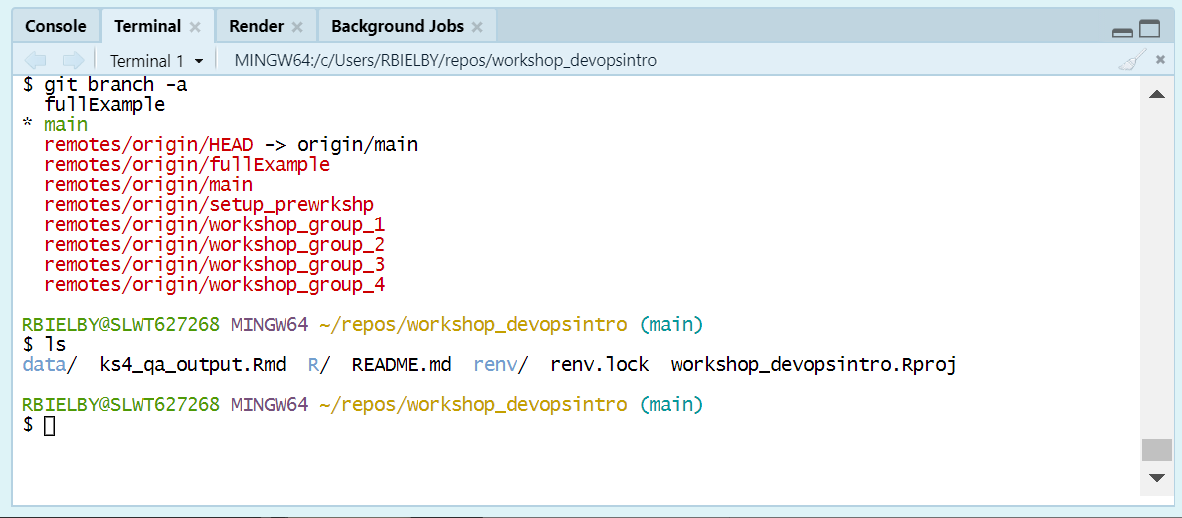 Console Terminal Render Background Jobs
Terminal 1 MINGW64:/c/Users/RBIELBY/repos/workshop_devopsintro
$ git branch -a
  fullExample
* main
  remotes/origin/HEAD -> origin/main
  remotes/origin/fullExample
  remotes/origin/main
  remotes/origin/setup_prewrkshp
  remotes/origin/workshop_group_1
  remotes/origin/workshop_group_2
  remotes/origin/workshop_group_3
  remotes/origin/workshop_group_4
RBIELBY@SLWT627268 MINGW64 ~/repos/workshop_devopsintro (main)
$ ls
data/  ks4_qa_output.Rmd  R/  README.md  renv/  renv.lock  workshop_devopsintro.Rproj
RBIELBY@SLWT627268 MINGW64 ~/repos/workshop_devopsintro (main)
$